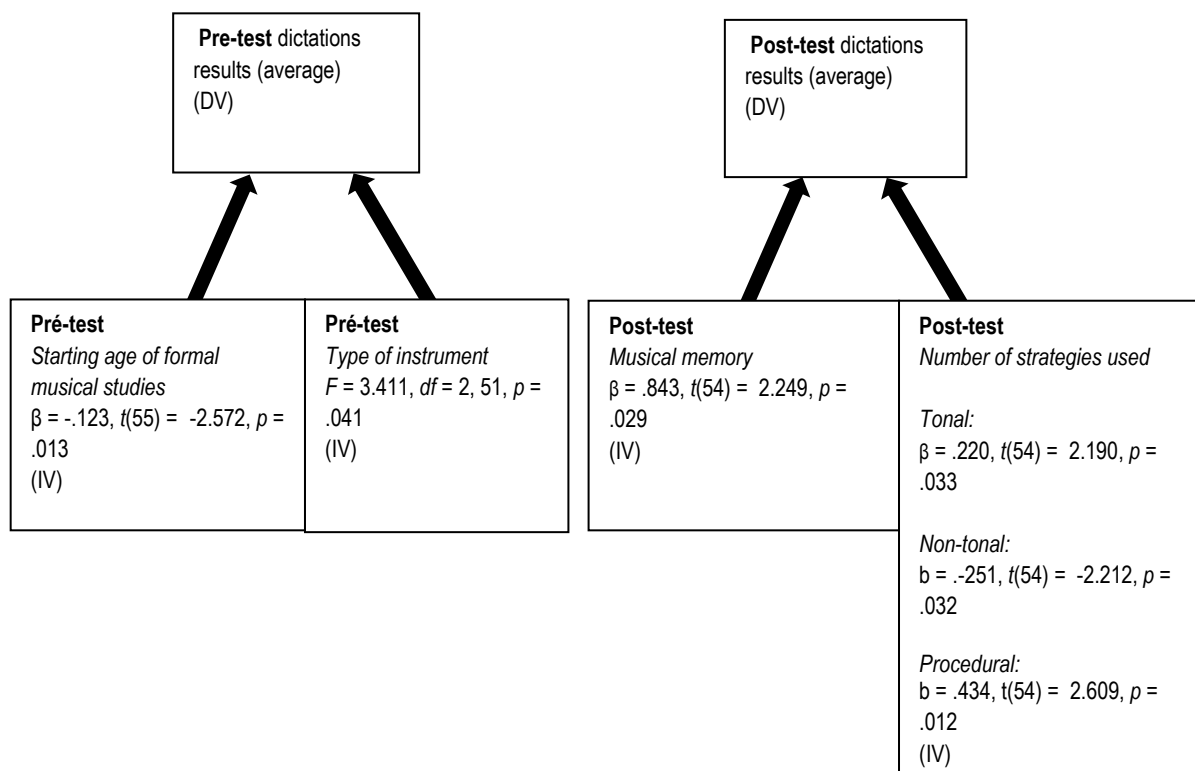 Pre-test dictations
results (average)
(DV)
Post-test dictations
results (average)
(DV)
Pré-test
Starting age of formal
musical studies
β = -.123, t(55) = -2.572, p =
.013
(IV)
Pré-test
Type of instrument
F = 3.411, df = 2, 51, p =
.041
(IV)
Post-test
Musical memory
β = .843, t(54) = 2.249, p =
.029
(IV)
Post-test
Number of strategies used
Tonal:
β = .220, t(54) = 2.190, p =
.033
Non-tonal:
b = .-251, t(54) = -2.212, p =
.032
Procedural:
b = .434, t(54) = 2.609, p =
.012
(IV)